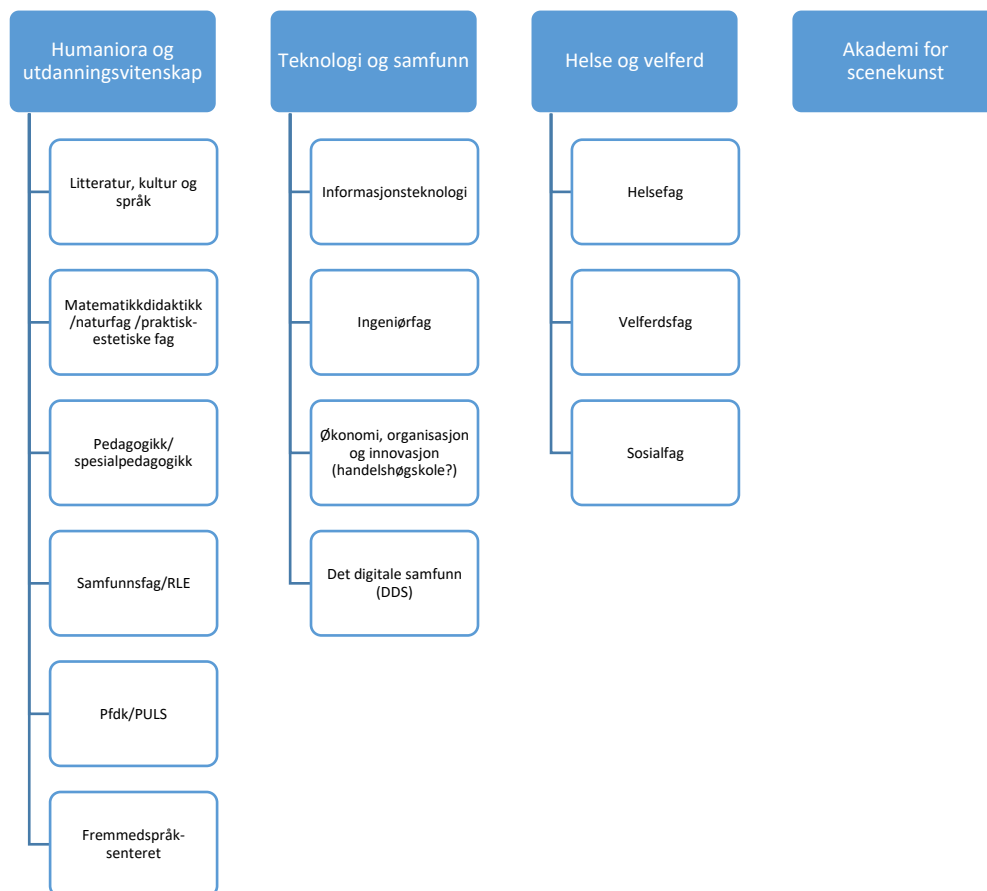 Humaniora og
utdanningsvitenskap
Litteratur, kultur og
språk
Matematikkdidaktikk
/naturfag /praktisk-
estetiske fag
Pedagogikk/
spesialpedagogikk
Samfunnsfag/RLE
Pfdk/PULS
Fremmedspråk-
senteret
Teknologi og samfunn
Informasjonsteknologi
Ingeniørfag
Økonomi, organisasjon
og innovasjon
(handelshøgskole?)
Det digitale samfunn
(DDS)
Helse og velferd
Helsefag
Velferdsfag
Sosialfag
Akademi for
scenekunst